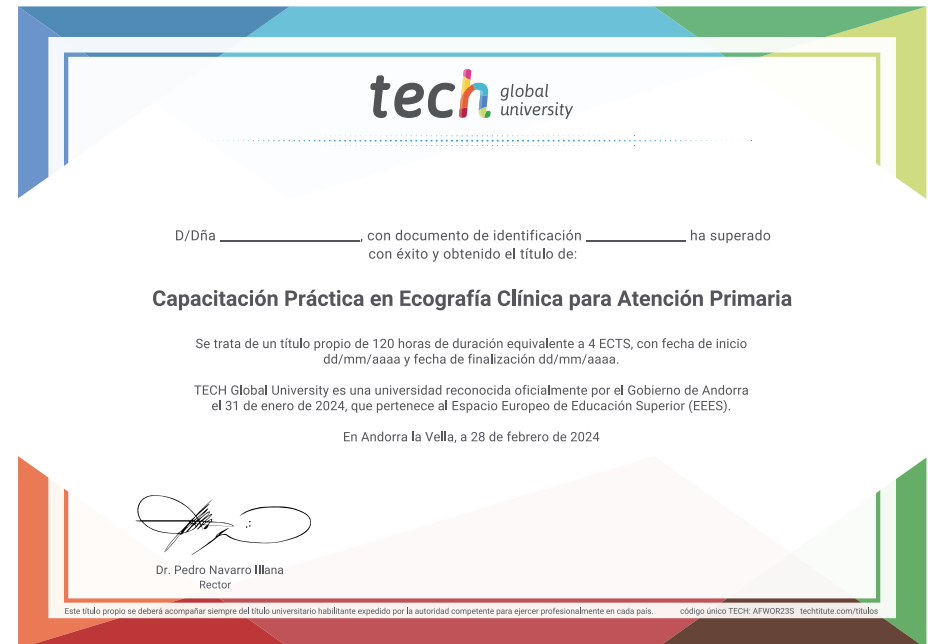 tech global university
D/Dña ____________, con documento de identificación ____________ ha superado
con éxito y obtenido el título de:
Capacitación Práctica en Ecografía Clínica para Atención Primaria
Se trata de un título propio de 120 horas de duración equivalente a 4 ECTS, con fecha de inicio
dd/mm/aaaa y fecha de finalización dd/mm/aaaa.
TECH Global University es una universidad reconocida oficialmente por el Gobierno de Andorra
el 31 de enero de 2024, que pertenece al Espacio Europeo de Educación Superior (EEES).
En Andorra la Vella, a 28 de febrero de 2024
Dr. Pedro Navarro Illana
Rector
Este título propio se deberá acompañar siempre del título universitario habilitante expedido por la autoridad competente para ejercer profesionalmente en cada país. código único TECH: AFWOR23S techtitute.com/titulos